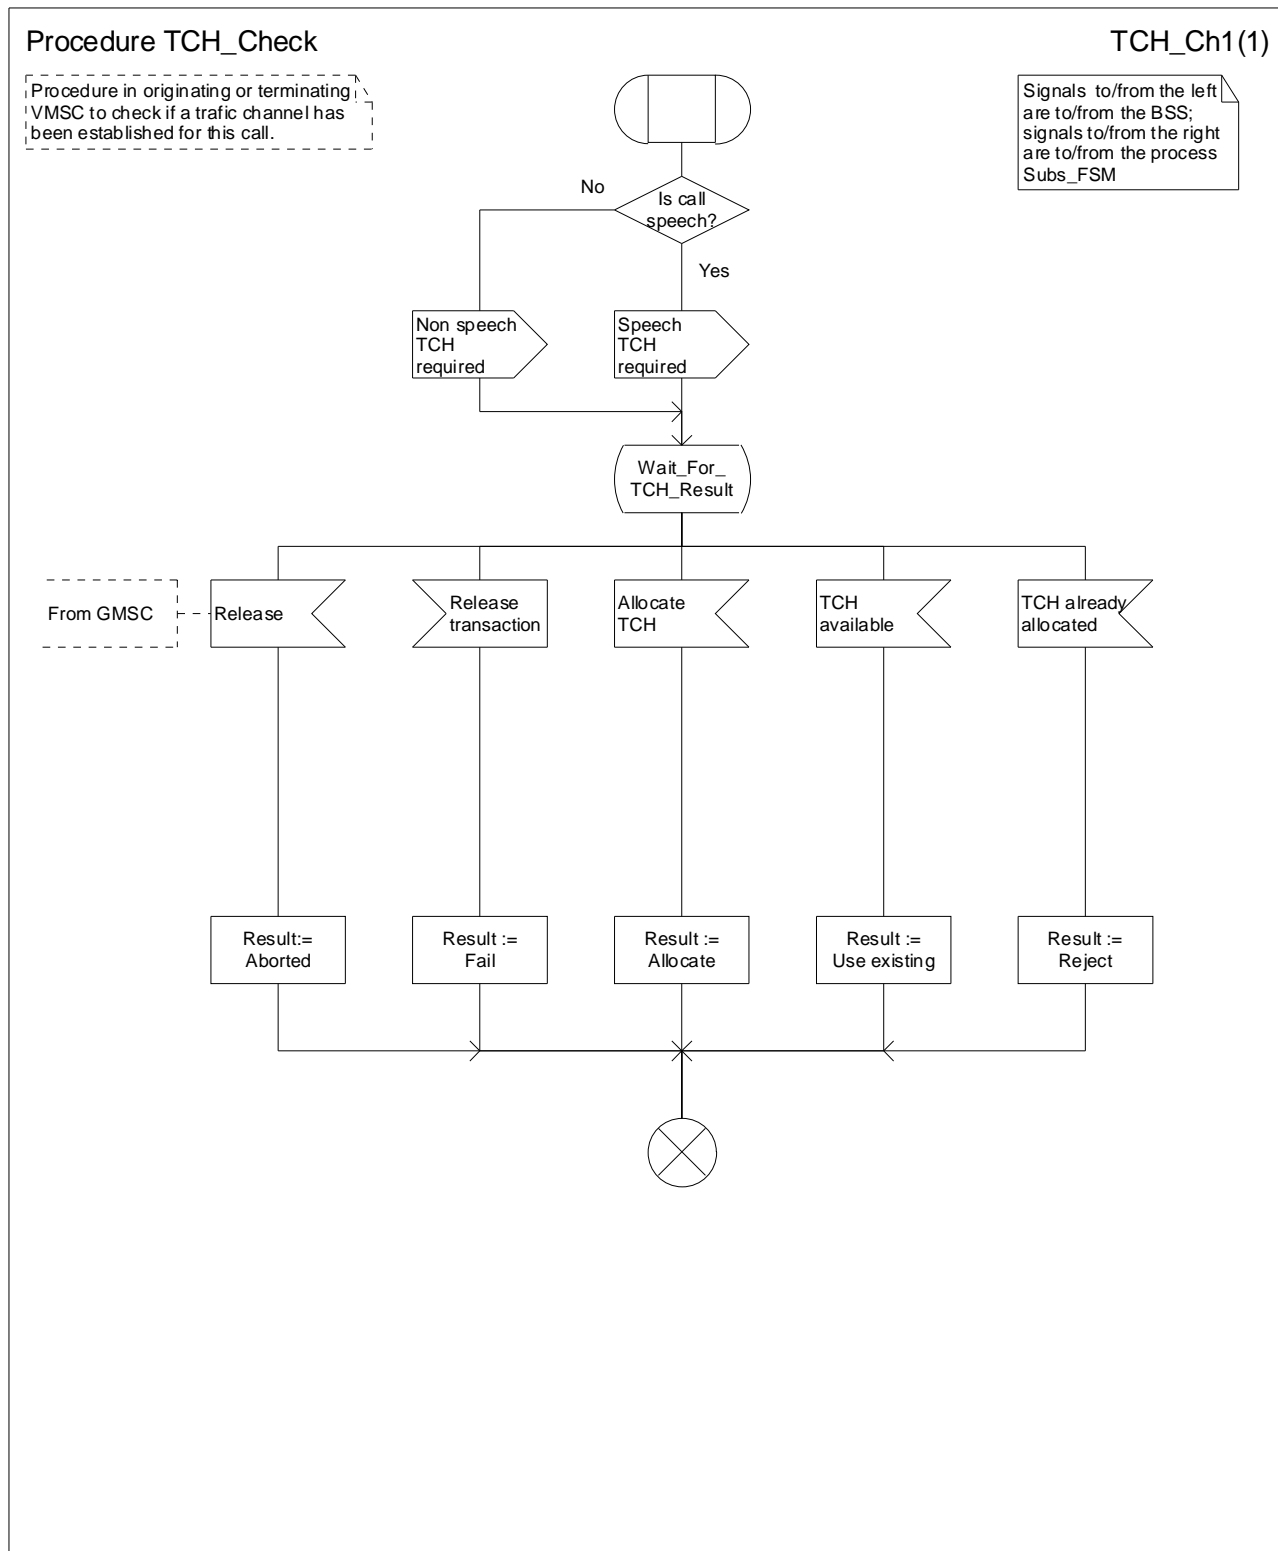 Procedure TCH_Check
TCH_Ch1(1)
Procedure in originating or terminating
VMSC to check if a trafic channel has
been established for this call.
Signals to/from the left
are to/from the BSS;
signals to/from the right
are to/from the process
Subs_FSM
No
Is call
speech?
Yes
Non speech
TCH
required
Speech
TCH
required
Wait_For_
TCH_Result
From GMSC
Release
Release
transaction
Allocate
TCH
TCH
available
TCH already
allocated
Result:=
Aborted
Result :=
Fail
Result :=
Allocate
Result :=
Use existing
Result :=
Reject